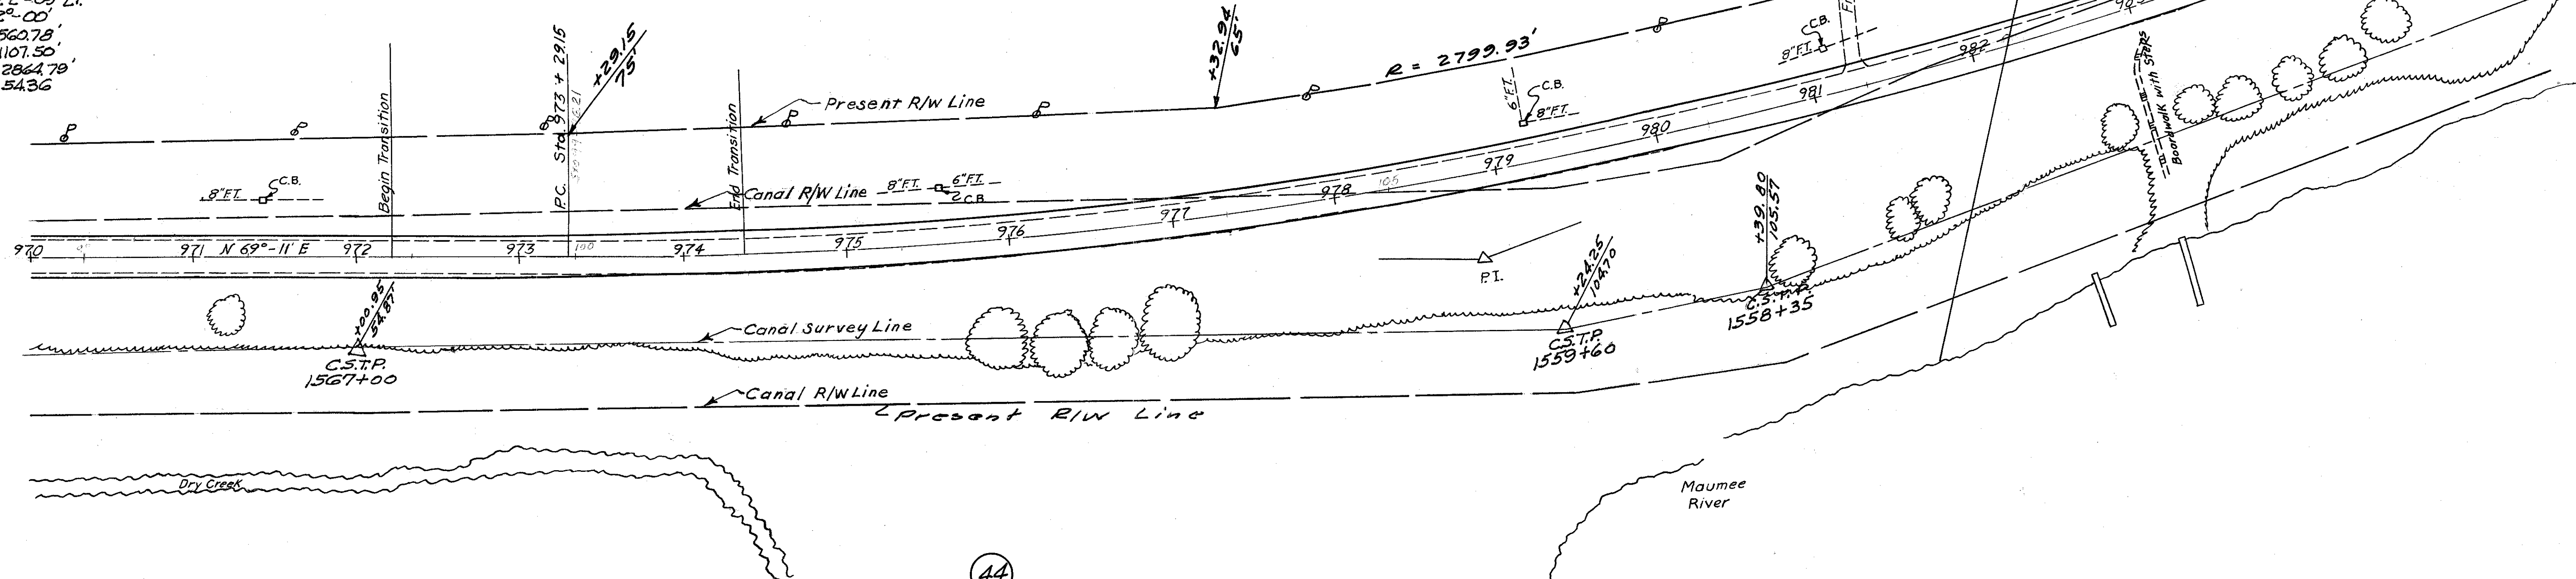 2°-00'
560.78'
1107.50'
2864.79'
54.36
Begin Transition
P.C. Sta. 973 + 29.15
+29.15
75'
End Transition
Present R/W Line
+32.94
65'
R = 2799.93'
6"F.T.
C.B.
8"F.T.
C.B.
8"F.T.
8"F.T.
C.B.
Canal R/W Line
8"F.T.
6"F.T.
C.B.
970
971
N 69°-11' E
972
973
100
974
975
976
977
978
105
979
980
981
982
Boardwalk with Steps
P.I.
+39.80
105.57
+24.25
104.70
+00.95
54.87'
C.S.T.P.
1567+00
Canal Survey Line
C.S.T.P.
1559+60
C.S.T.P.
1558+35
Canal R/W Line
Present R/W Line
Dry Creek
Maumee
River
44